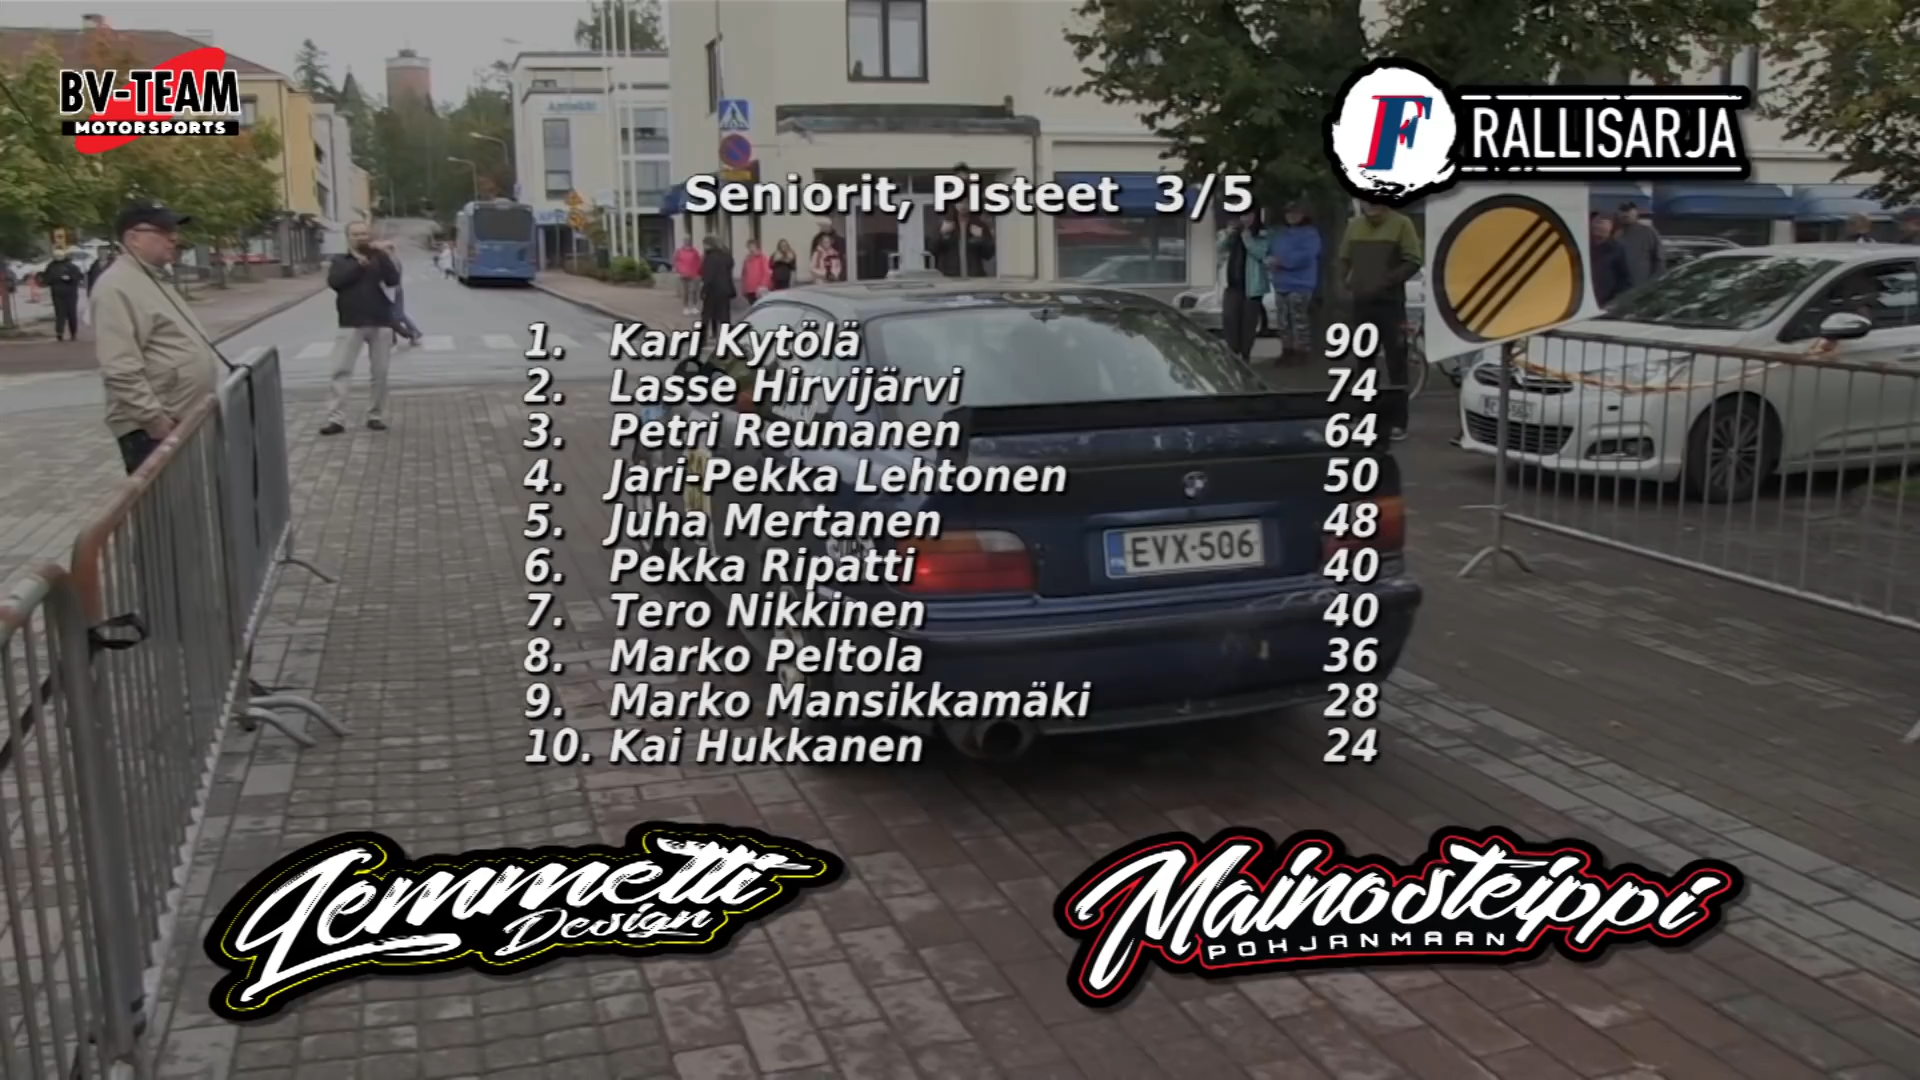 BV-TEAM
MOTORSPORTS
F RALLISARJA
Seniorit, Pisteet 3/5
1. Kari Kytölä 90
2. Lasse Hirvijärvi 74
3. Petri Reunanen 64
4. Jari-Pekka Lehtonen 50
5. Juha Mertanen 48
6. Pekka Ripatti 40
7. Tero Nikkinen 40
8. Marko Peltola 36
9. Marko Mansikkamäki 28
10. Kai Hukkanen 24
EVX-506
Lemmetti
Design
Mainosteippi
POHJANMAAN